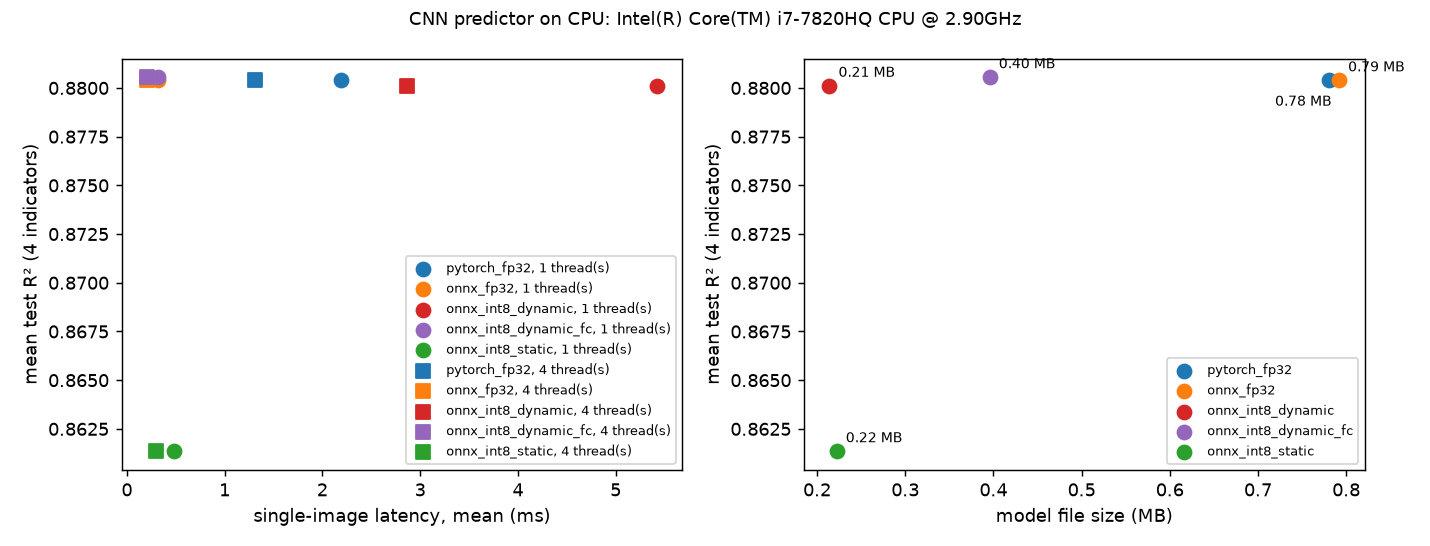 CNN predictor on CPU: Intel(R) Core(TM) i7-7820HQ CPU @ 2.90GHz
mean test R² (4 indicators)
0.8800
0.8775
0.8750
0.8725
0.8700
0.8675
0.8650
0.8625
pytorch_fp32, 1 thread(s)
onnx_fp32, 1 thread(s)
onnx_int8_dynamic, 1 thread(s)
onnx_int8_dynamic_fc, 1 thread(s)
onnx_int8_static, 1 thread(s)
pytorch_fp32, 4 thread(s)
onnx_fp32, 4 thread(s)
onnx_int8_dynamic, 4 thread(s)
onnx_int8_dynamic_fc, 4 thread(s)
onnx_int8_static, 4 thread(s)
0 1 2 3 4 5
single-image latency, mean (ms)
mean test R² (4 indicators)
0.8800
0.8775
0.8750
0.8725
0.8700
0.8675
0.8650
0.8625
0.21 MB
0.40 MB
0.79 MB
0.78 MB
0.22 MB
pytorch_fp32
onnx_fp32
onnx_int8_dynamic
onnx_int8_dynamic_fc
onnx_int8_static
0.2 0.3 0.4 0.5 0.6 0.7 0.8
model file size (MB)